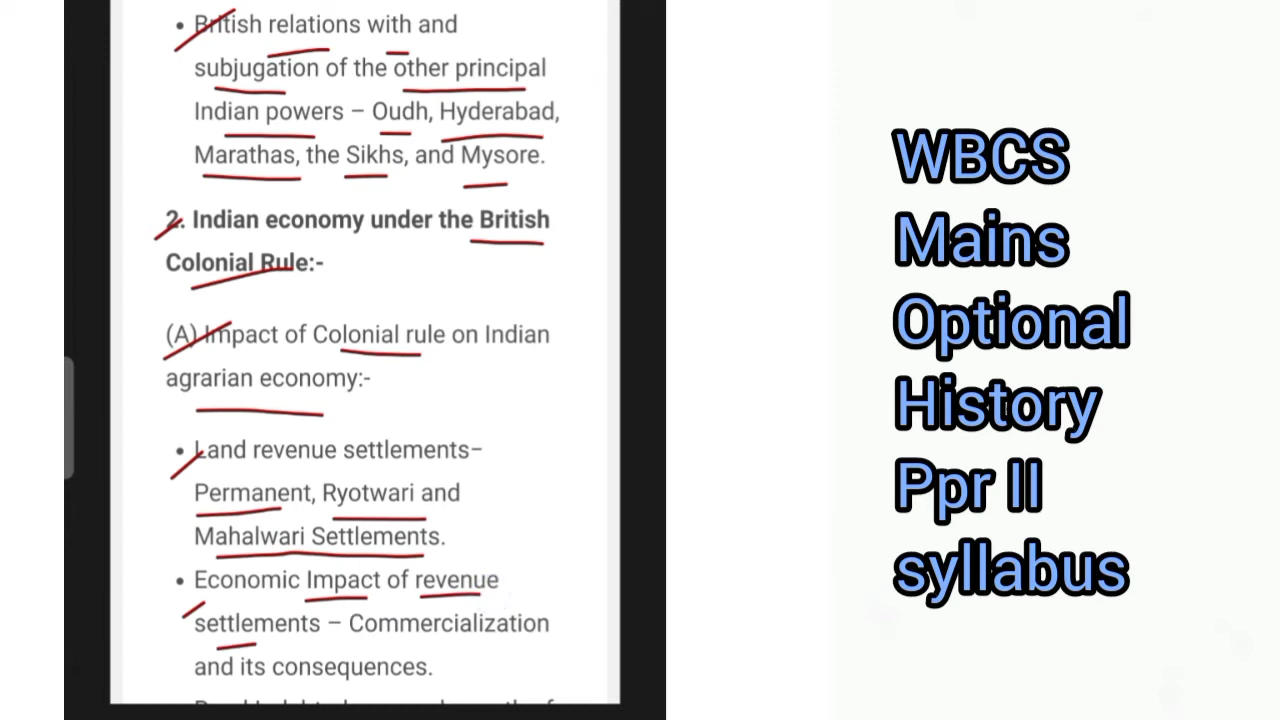 • British relations with and
subjugation of the other principal
Indian powers – Oudh, Hyderabad,
Marathas, the Sikhs, and Mysore.
2. Indian economy under the British
Colonial Rule:-
(A) Impact of Colonial rule on Indian
agrarian economy:-
• Land revenue settlements–
Permanent, Ryotwari and
Mahalwari Settlements.
• Economic Impact of revenue
settlements – Commercialization
and its consequences.
WBCS
Mains
Optional
History
Ppr II
syllabus